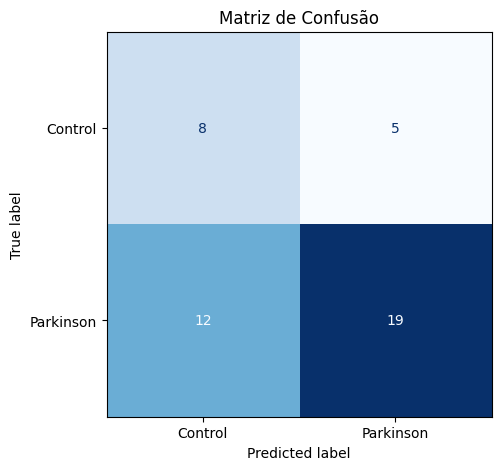 Matriz de Confusão
True label
Control
8
5
Parkinson
12
19
Control
Parkinson
Predicted label